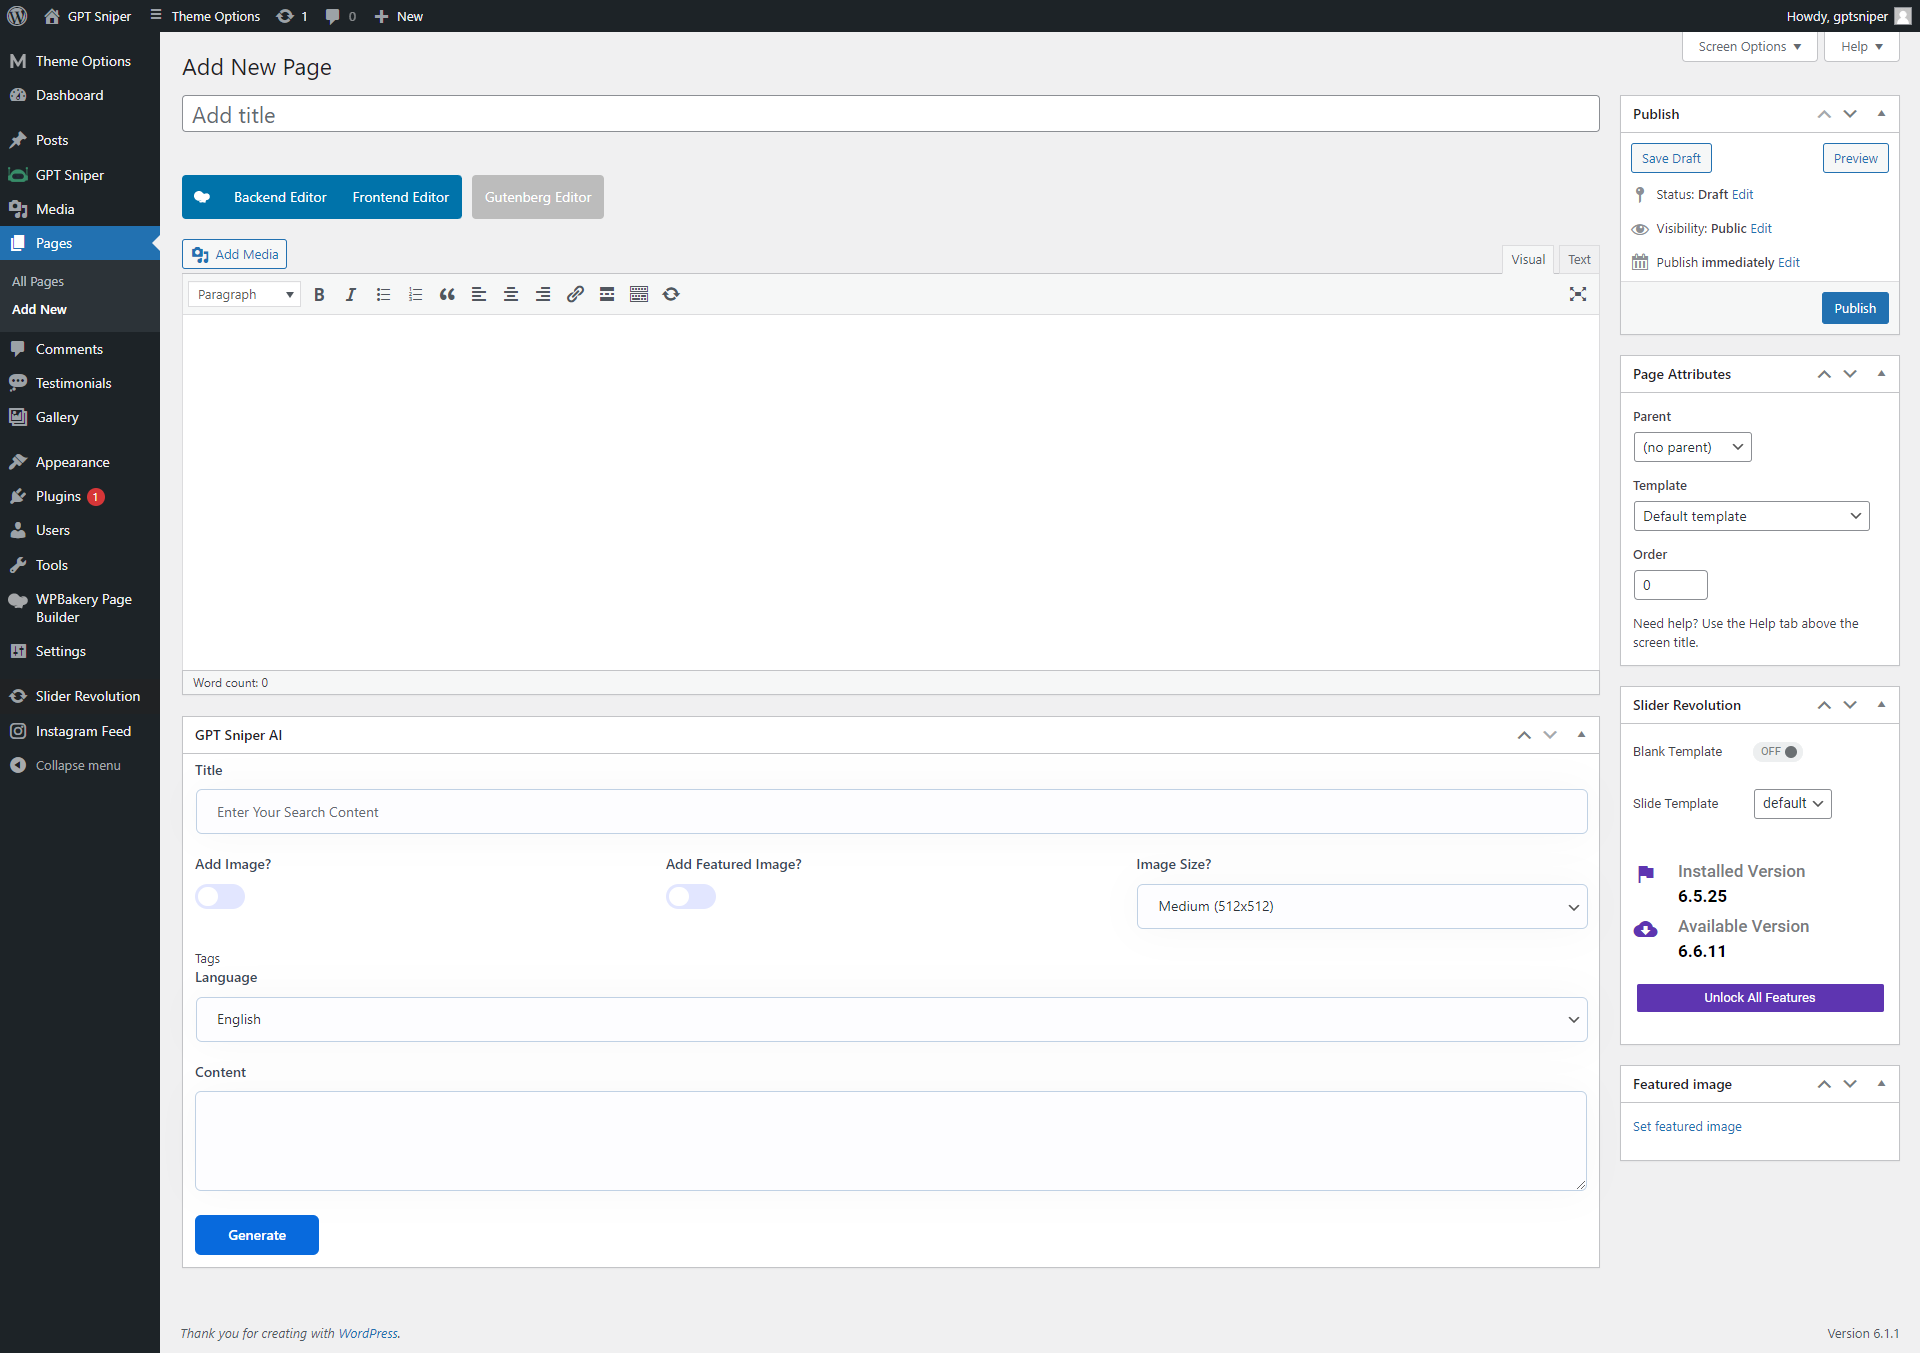 GPT Sniper
Theme Options
1
0
New
Howdy, gptsniper
Theme Options
Dashboard
Posts
GPT Sniper
Media
Pages
All Pages
Add New
Comments
Testimonials
Gallery
Appearance
Plugins 1
Users
Tools
WPBakery Page
Builder
Settings
Slider Revolution
Instagram Feed
Collapse menu
Screen Options
Help
Add New Page
Add title
Backend Editor
Frontend Editor
Gutenberg Editor
Add Media
Visual
Text
Paragraph
Word count: 0
GPT Sniper AI
Title
Enter Your Search Content
Add Image?
Add Featured Image?
Image Size?
Medium (512x512)
Tags
Language
English
Content
Generate
Publish
Save Draft
Preview
Status: Draft Edit
Visibility: Public Edit
Publish immediately Edit
Publish
Page Attributes
Parent
(no parent)
Template
Default template
Order
0
Need help? Use the Help tab above the
screen title.
Slider Revolution
Blank Template
OFF
Slide Template
default
Installed Version
6.5.25
Available Version
6.6.11
Unlock All Features
Featured image
Set featured image
Thank you for creating with WordPress.
Version 6.1.1